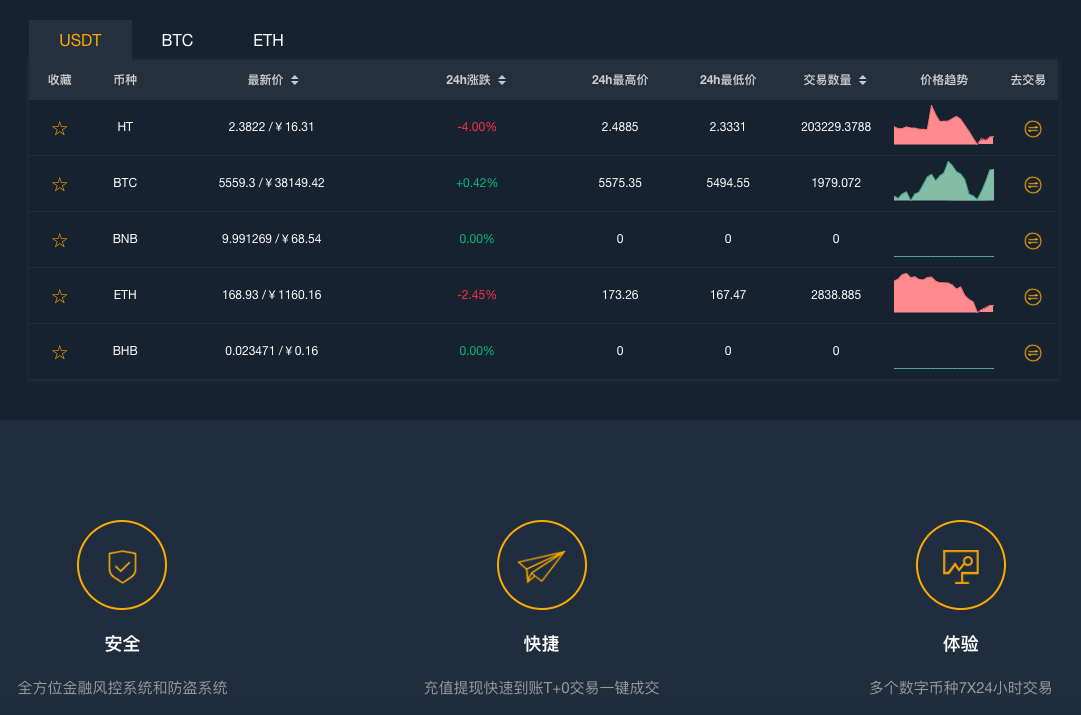 USDT BTC ETH
收藏 币种 最新价 24h涨跌 24h最高价 24h最低价 交易数量 价格趋势 去交易
HT 2.3822 /￥16.31 -4.00% 2.4885 2.3331 203229.3788
BTC 5559.3 /￥38149.42 +0.42% 5575.35 5494.55 1979.072
BNB 9.991269 /￥68.54 0.00% 0 0 0
ETH 168.93 /￥1160.16 -2.45% 173.26 167.47 2838.885
BHB 0.023471 /￥0.16 0.00% 0 0 0
安全 快捷 体验
全方位金融风控系统和防盗系统 充值提现快速到账T+0交易一键成交 多个数字币种7X24小时交易